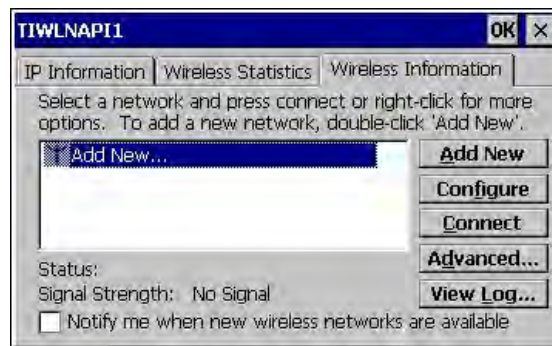 TIWLNAPI1 OK ×
IP Information Wireless Statistics Wireless Information
Select a network and press connect or right-click for more
options. To add a new network, double-click 'Add New'.
Add New...
Add New
Configure
Connect
Advanced...
View Log...
Status:
Signal Strength: No Signal
Notify me when new wireless networks are available